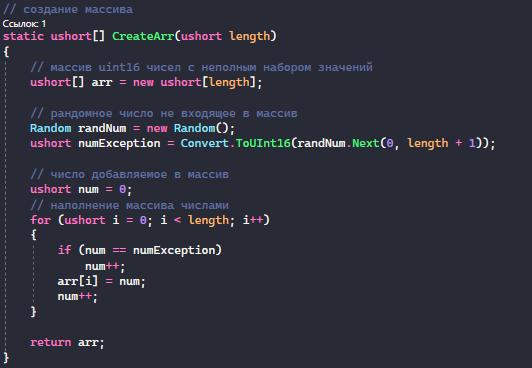 // создание массива
Ссылок: 1
static ushort[] CreateArr(ushort length)
{
// массив uint16 чисел с неполным набором значений
ushort[] arr = new ushort[length];
// рандомное число не входящее в массив
Random randNum = new Random();
ushort numException = Convert.ToUInt16(randNum.Next(0, length + 1));
// число добавляемое в массив
ushort num = 0;
// наполнение массива числами
for (ushort i = 0; i < length; i++)
{
if (num == numException)
num++;
arr[i] = num;
num++;
}
return arr;
}